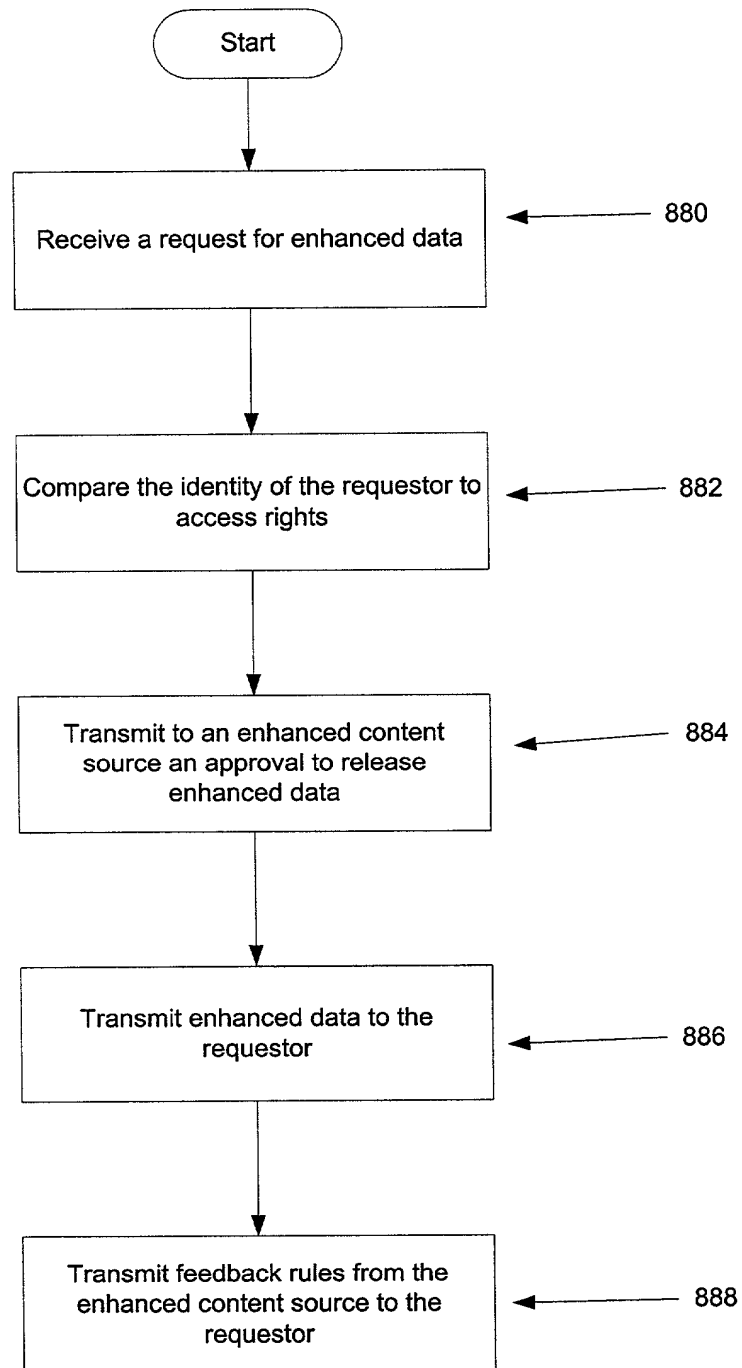 Start
Receive a request for enhanced data
880
Compare the identity of the requestor to
access rights
882
Transmit to an enhanced content
source an approval to release
enhanced data
884
Transmit enhanced data to the
requestor
886
Transmit feedback rules from the
enhanced content source to the
requestor
888